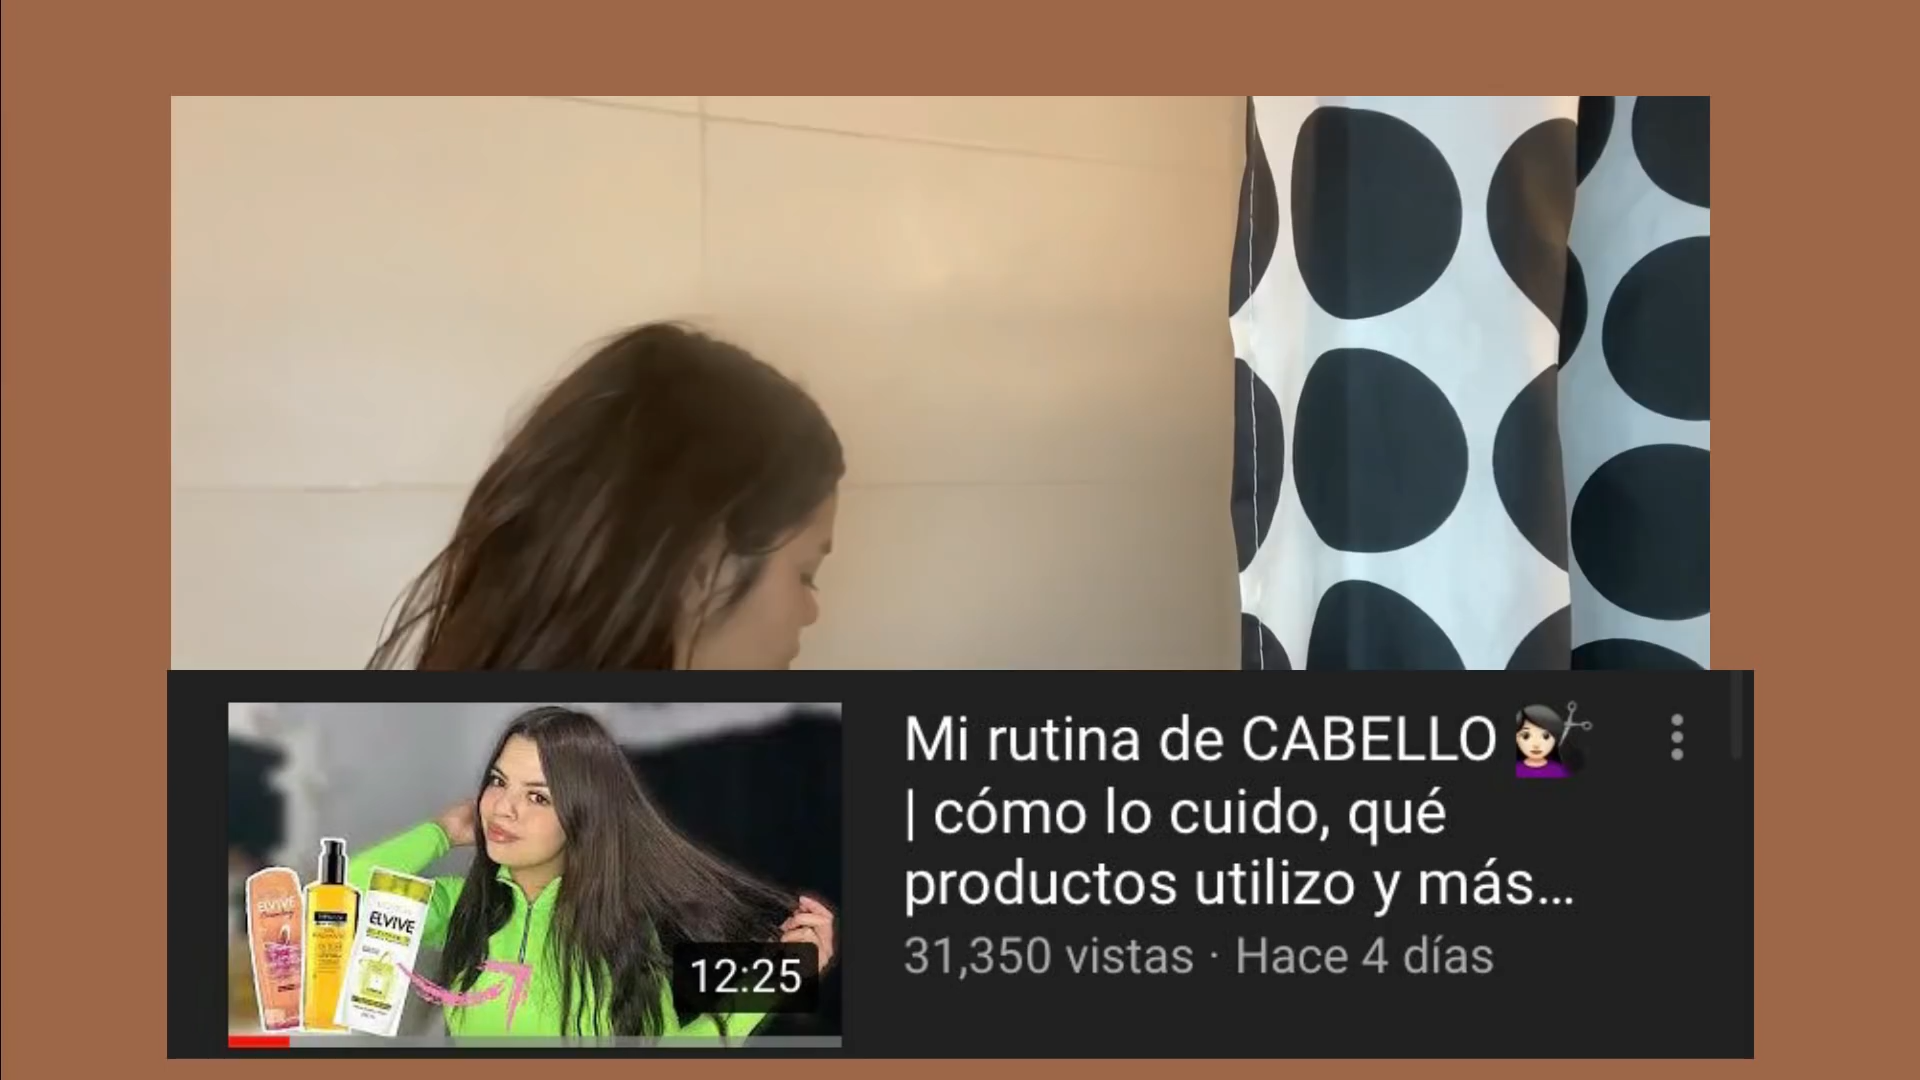 Mi rutina de CABELLO
| cómo lo cuido, qué
productos utilizo y más...
31,350 vistas · Hace 4 días
12:25
ELVIVE
ELVIVE